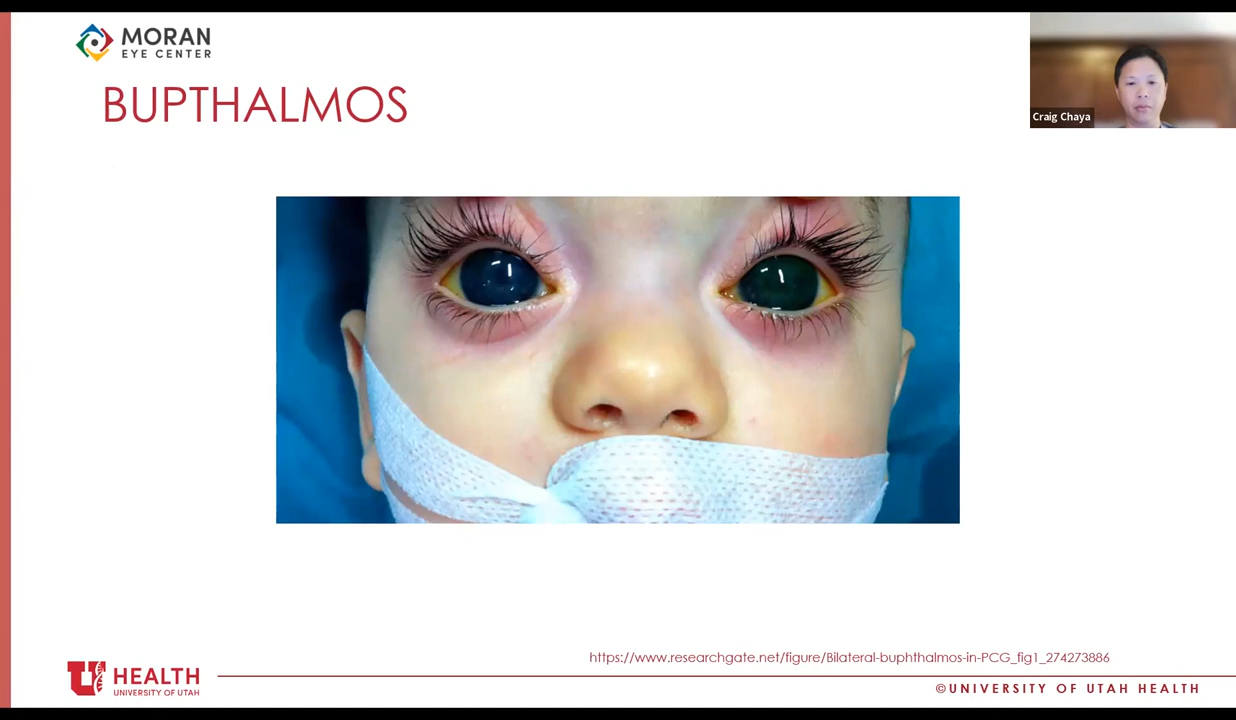 MORAN
EYE CENTER
BUPTHALMOS
Craig Chaya
https://www.researchgate.net/figure/Bilateral-buphthalmos-in-PCG_fig1_274273886
U HEALTH
UNIVERSITY OF UTAH
©UNIVERSITY OF UTAH HEALTH